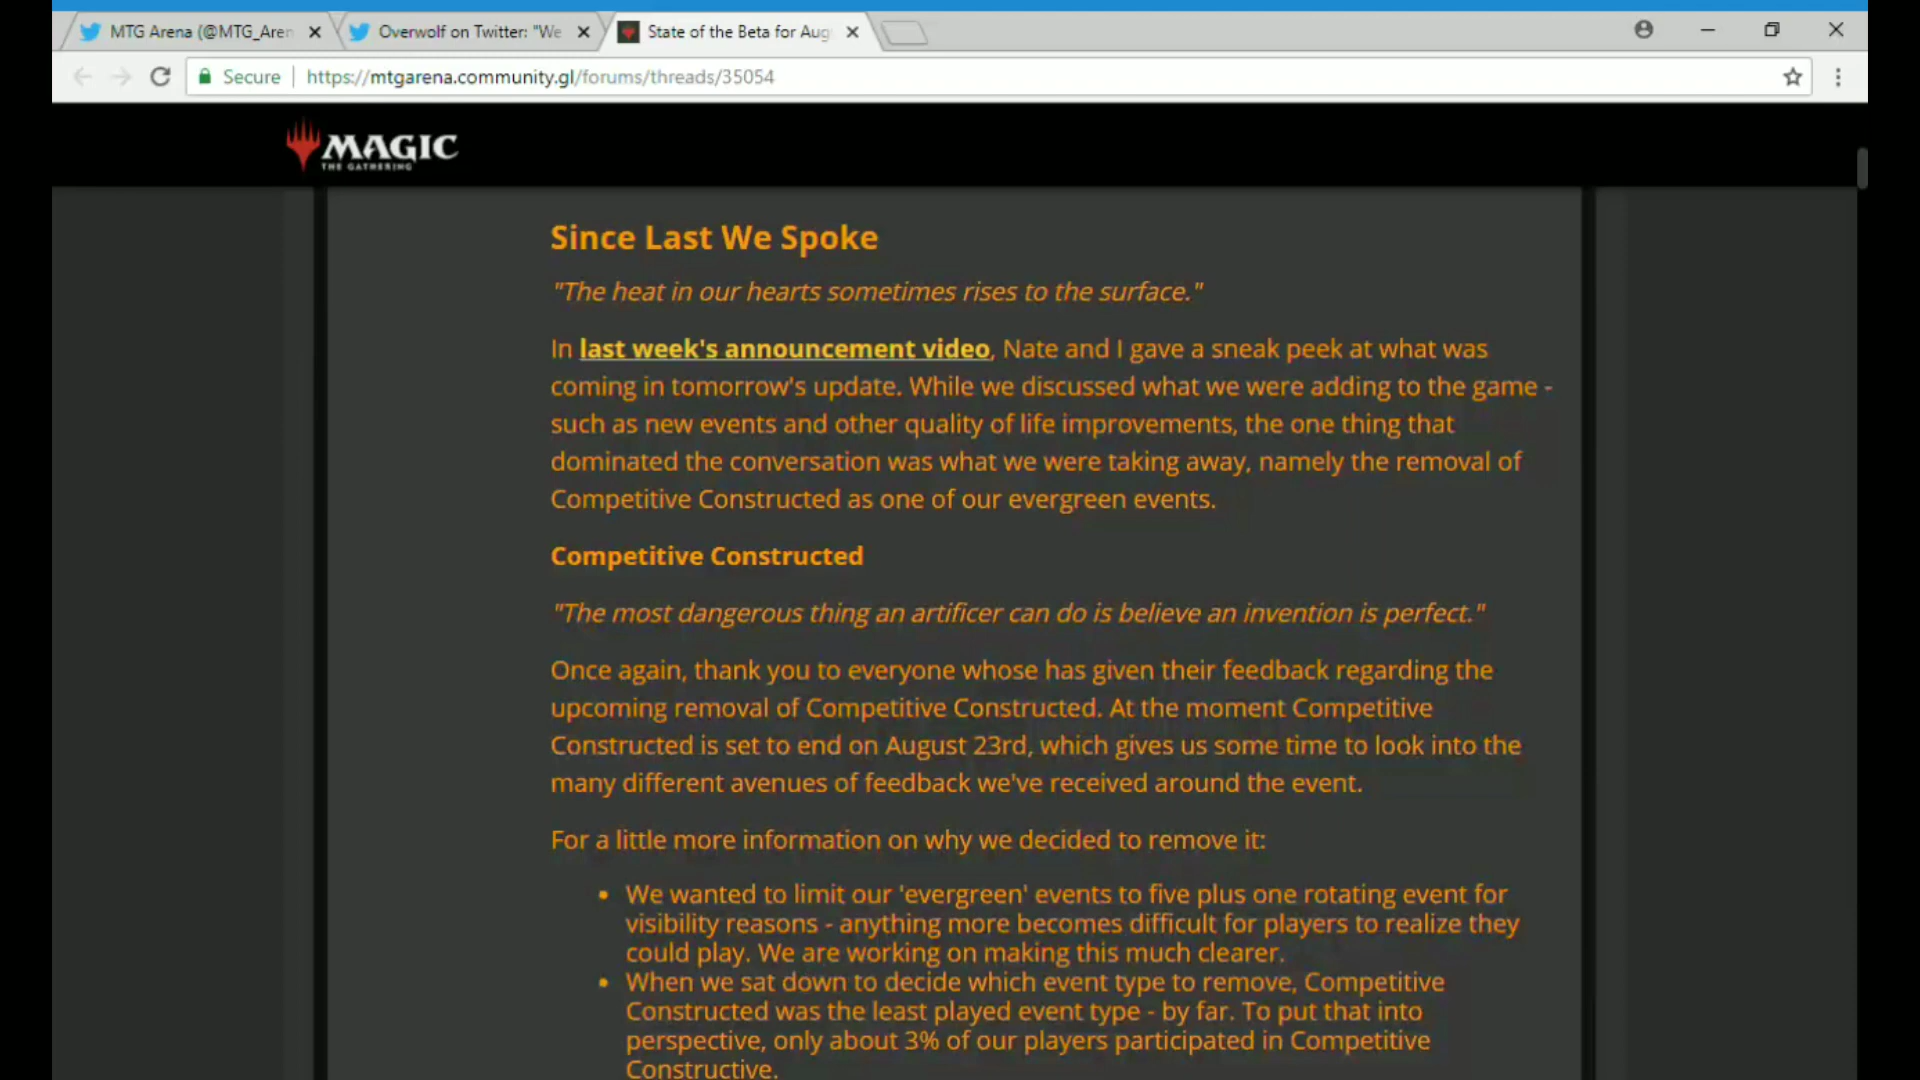 MTG Arena (@MTG_Aren
Overwolf on Twitter: "We
State of the Beta for Aug
Secure
https://mtgarena.community.gl/forums/threads/35054
MAGIC
THE GATHERING
Since Last We Spoke
"The heat in our hearts sometimes rises to the surface."
In last week's announcement video, Nate and I gave a sneak peek at what was
coming in tomorrow's update. While we discussed what we were adding to the game -
such as new events and other quality of life improvements, the one thing that
dominated the conversation was what we were taking away, namely the removal of
Competitive Constructed as one of our evergreen events.
Competitive Constructed
"The most dangerous thing an artificer can do is believe an invention is perfect."
Once again, thank you to everyone whose has given their feedback regarding the
upcoming removal of Competitive Constructed. At the moment Competitive
Constructed is set to end on August 23rd, which gives us some time to look into the
many different avenues of feedback we've received around the event.
For a little more information on why we decided to remove it:
• We wanted to limit our 'evergreen' events to five plus one rotating event for
visibility reasons - anything more becomes difficult for players to realize they
could play. We are working on making this much clearer.
• When we sat down to decide which event type to remove, Competitive
Constructed was the least played event type - by far. To put that into
perspective, only about 3% of our players participated in Competitive
Constructive.